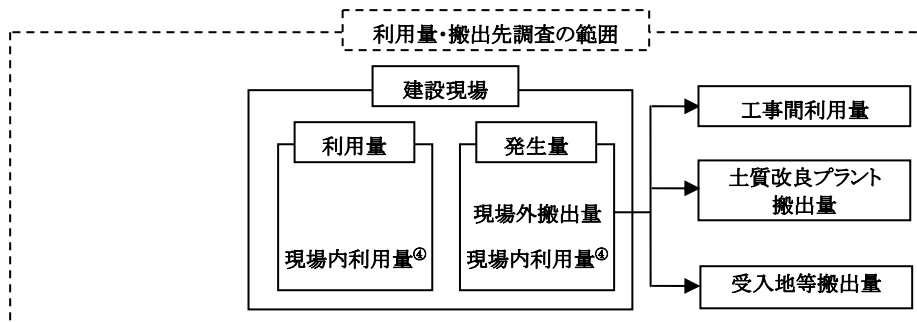 利用量・搬出先調査の範囲
建設現場
利用量
現場内利用量④
発生量
現場外搬出量
現場内利用量④
工事間利用量
土質改良プラント
搬出量
受入地等搬出量